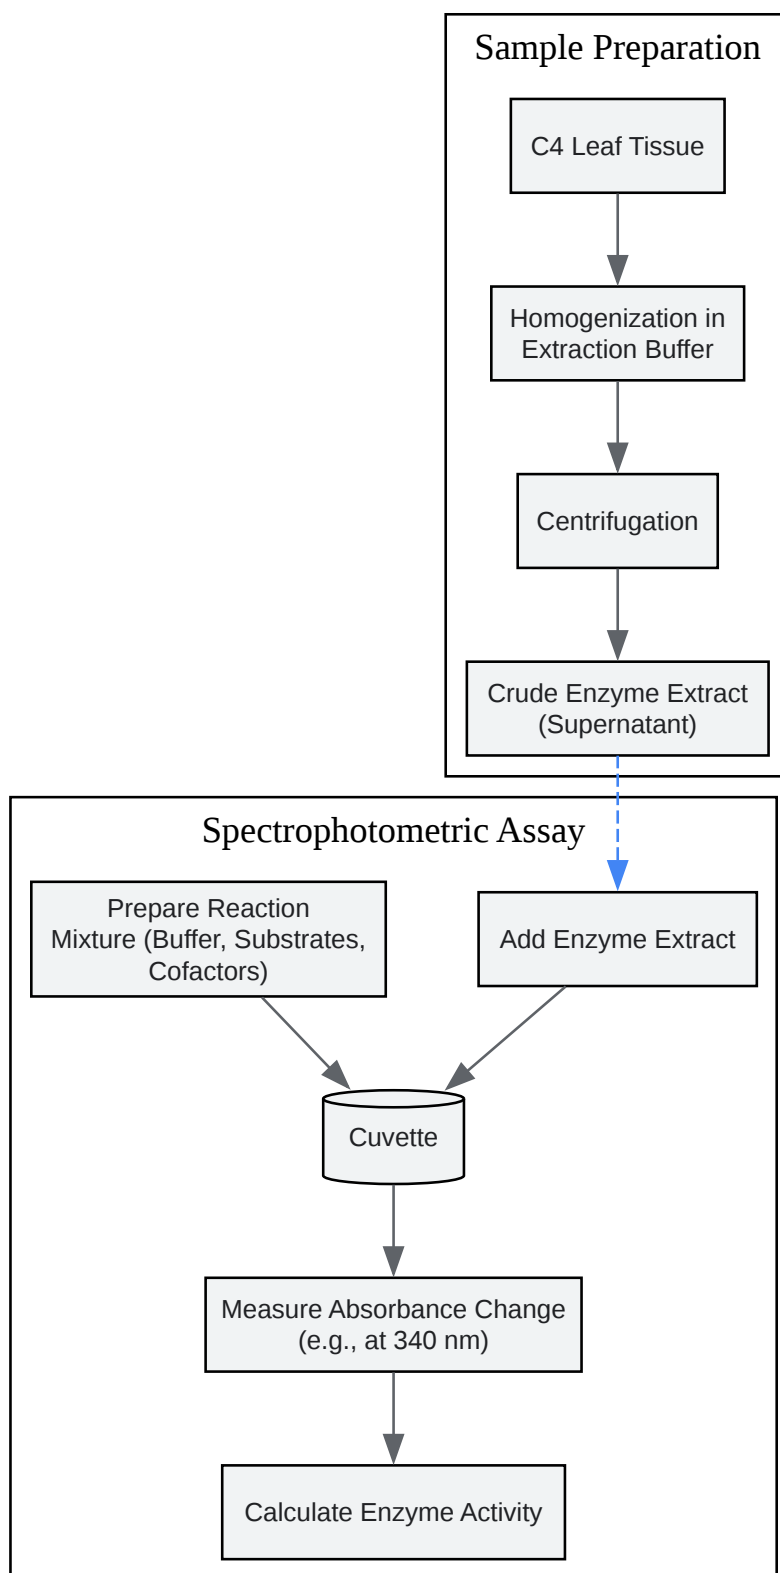 Sample Preparation
C4 Leaf Tissue
Homogenization in
Extraction Buffer
Centrifugation
Crude Enzyme Extract
(Supernatant)
Spectrophotometric Assay
Prepare Reaction
Mixture (Buffer, Substrates,
Cofactors)
Add Enzyme Extract
Cuvette
Measure Absorbance Change
(e.g., at 340 nm)
Calculate Enzyme Activity